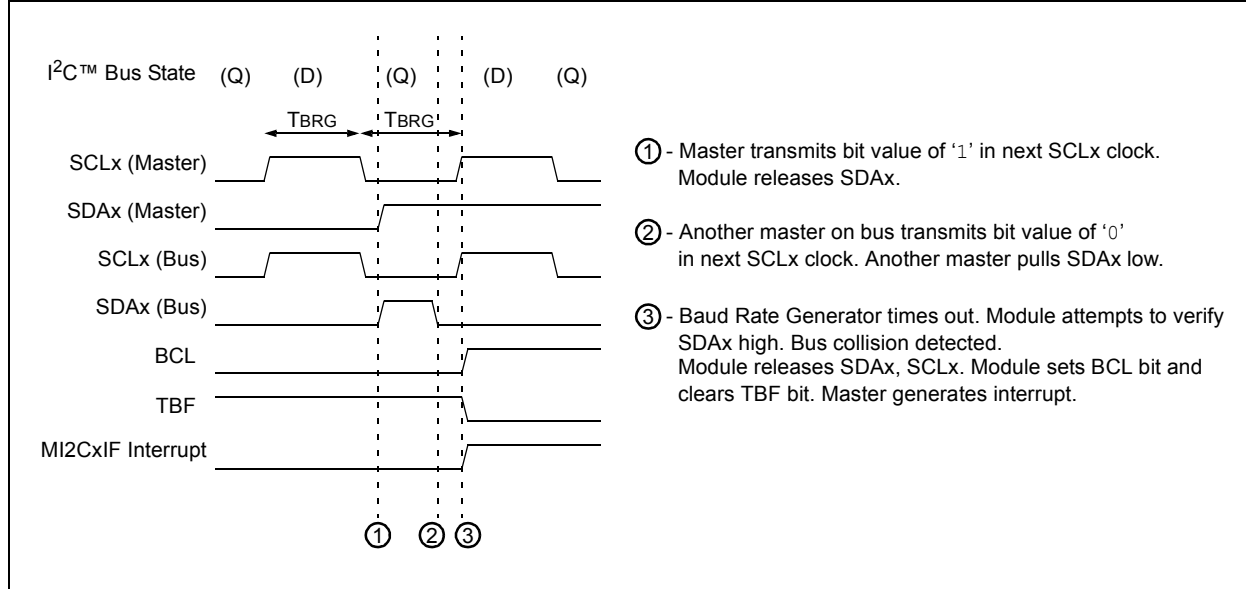 I²C™ Bus State (Q) (D) (Q) (D) (Q)
TBRG TBRG
SCLx (Master)
SDAx (Master)
SCLx (Bus)
SDAx (Bus)
BCL
TBF
MI2CxIF Interrupt
1 2 3
1 - Master transmits bit value of ‘1’ in next SCLx clock.
Module releases SDAx.
2 - Another master on bus transmits bit value of ‘0’
in next SCLx clock. Another master pulls SDAx low.
3 - Baud Rate Generator times out. Module attempts to verify
SDAx high. Bus collision detected.
Module releases SDAx, SCLx. Module sets BCL bit and
clears TBF bit. Master generates interrupt.